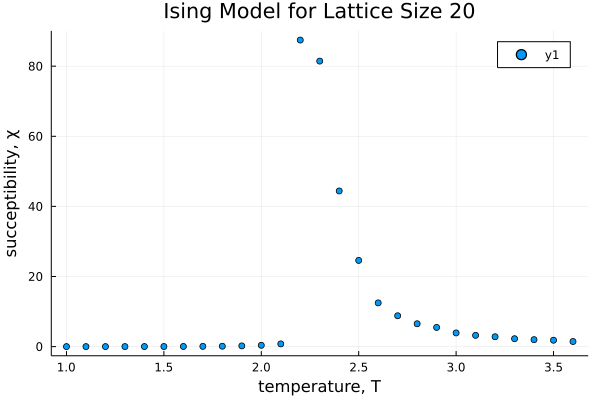 Ising Model for Lattice Size 20
y1
succeptibility, χ
80
60
40
20
0
1.0 1.5 2.0 2.5 3.0 3.5
temperature, T